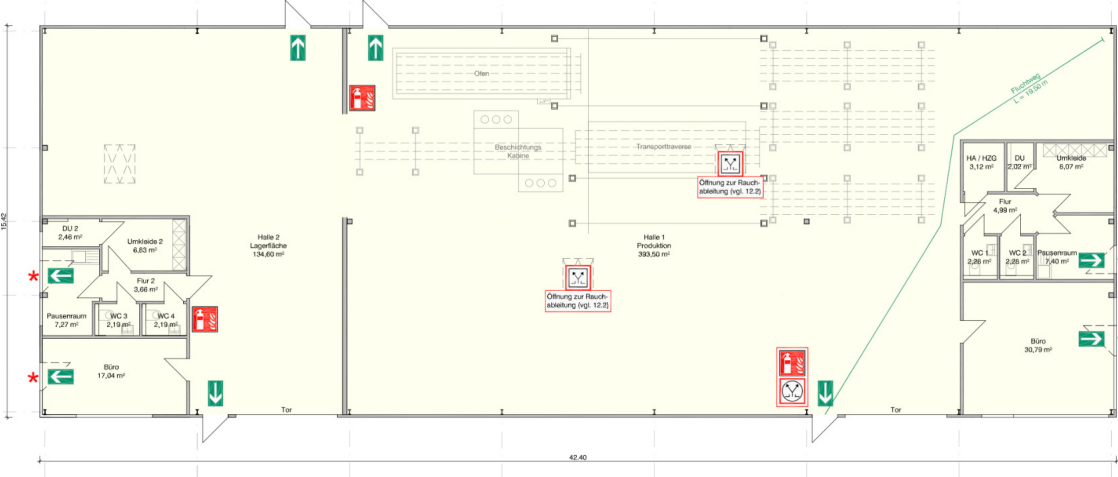 Ofen
Fluchtweg
L = 19,50 m
Beschichtungs
Kabine
Transporttraverse
HA / HZG
3,12 m²
DU
2,02 m²
Umkleide
6,07 m²
Öffnung zur Rauch-
ableitung (vgl. 12.2)
Flur
4,99 m²
15.42
DU 2
2,46 m²
Umkleide 2
6,83 m²
Halle 2
Lagerfläche
134,60 m²
Halle 1
Produktion
393,50 m²
WC 1
2,28 m²
WC 2
2,28 m²
Pausenraum
7,40 m²
*
Flur 2
3,66 m²
Öffnung zur Rauch-
ableitung (vgl. 12.2)
Pausenraum
7,27 m²
WC 3
2,19 m²
WC 4
2,19 m²
Büro
30,79 m²
*
Büro
17,04 m²
Tor
Tor
42.40